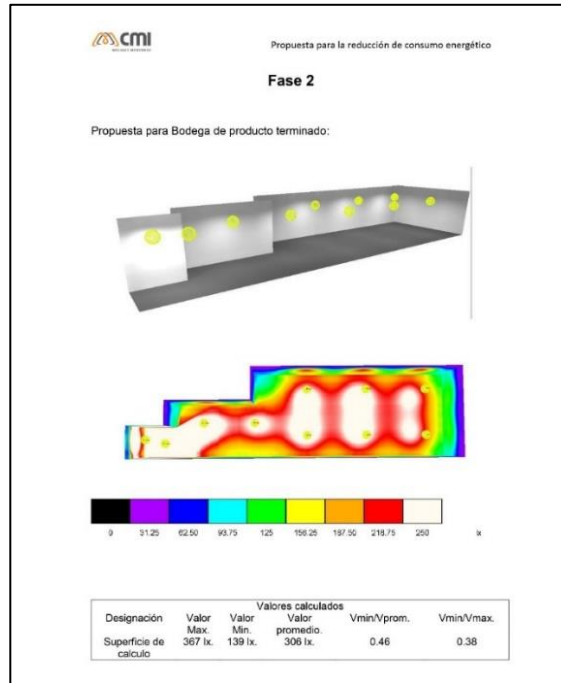 CMI
Propuesta para la reducción de consumo energético
Fase 2
Propuesta para Bodega de producto terminado:
0 31.25 62.50 93.75 125 156.25 187.50 218.75 250 lx
Valores calculados
Designación Valor Max. Valor Min. Valor promedio. Vmin/Vprom. Vmin/Vmax.
Superficie de calculo 367 lx. 139 lx. 306 lx. 0.46 0.38